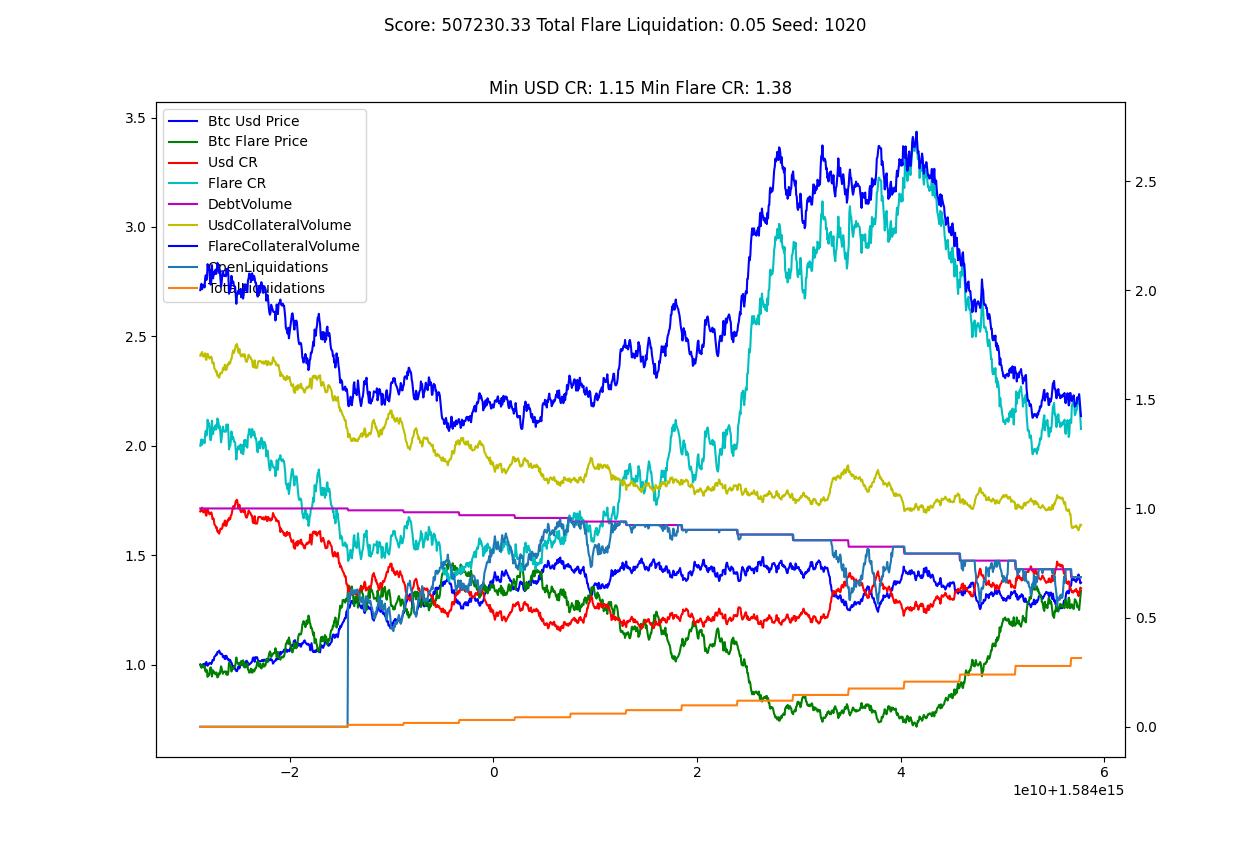 Score: 507230.33 Total Flare Liquidation: 0.05 Seed: 1020
Min USD CR: 1.15 Min Flare CR: 1.38
3.5
3.0
2.5
2.0
1.5
1.0
Btc Usd Price
Btc Flare Price
Usd CR
Flare CR
DebtVolume
UsdCollateralVolume
FlareCollateralVolume
OpenLiquidations
TotalLiquidations
2.5
2.0
1.5
1.0
0.5
0.0
−2
0
2
4
6
1e10+1.584e15